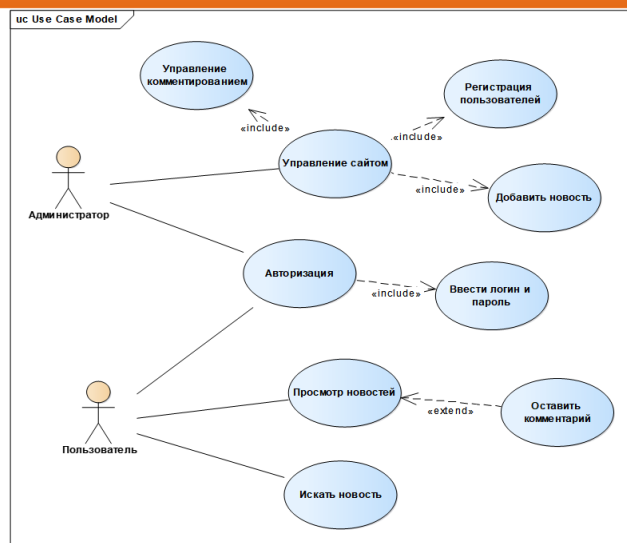 uc Use Case Model
Управление
комментированием
Регистрация
пользователей
«include»
«include»
Управление сайтом
«include»
Добавить новость
Администратор
Авторизация
«include»
Ввести логин и
пароль
Просмотр новостей
«extend»
Оставить
комментарий
Пользователь
Искать новость